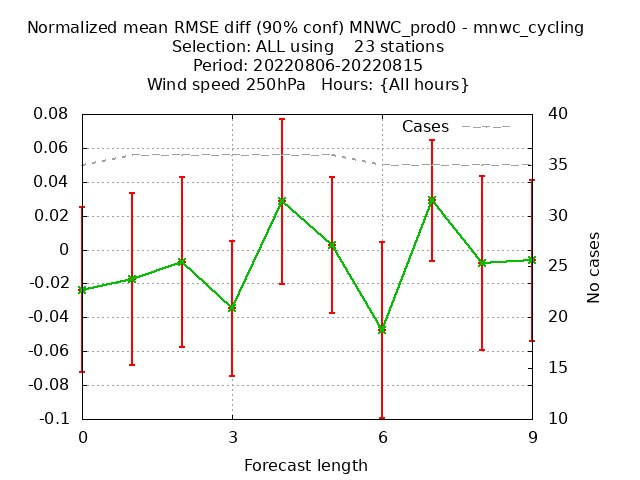 Normalized mean RMSE diff (90% conf) MNWC_prod0 - mnwc_cycling
Selection: ALL using    23 stations
Period: 20220806-20220815
Wind speed 250hPa   Hours: {All hours}
Cases
0.08
0.06
0.04
0.02
0
-0.02
-0.04
-0.06
-0.08
-0.1
40
35
30
25
20
15
10
No cases
0 3 6 9
Forecast length